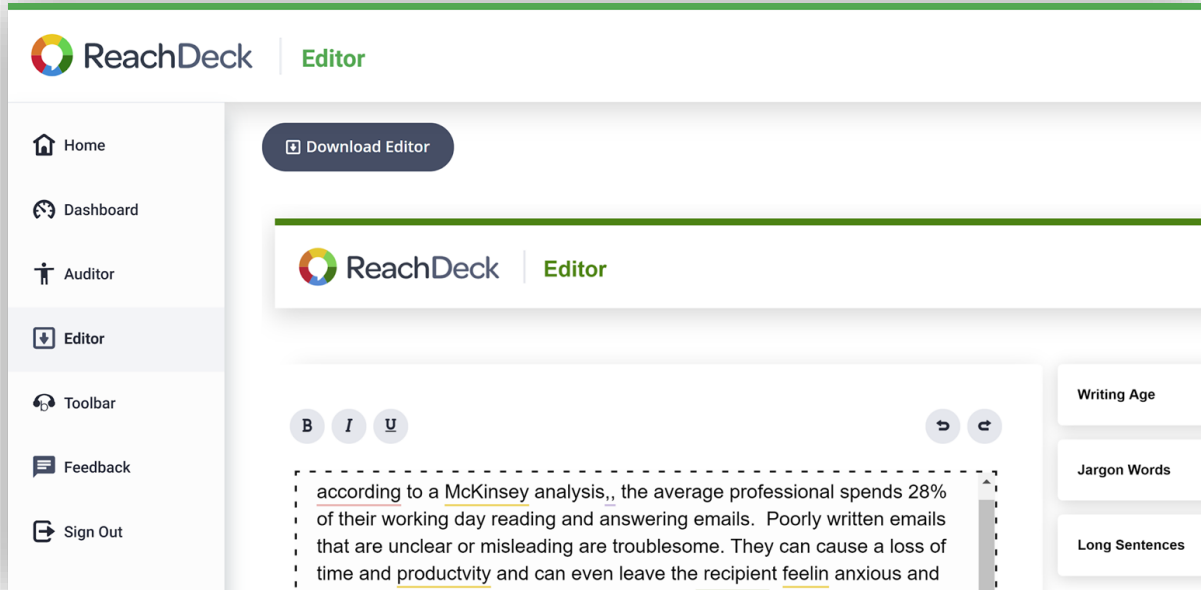 ReachDeck
Editor
Home
Dashboard
Auditor
Editor
Toolbar
Feedback
Sign Out
Download Editor
ReachDeck
Editor
B I U
according to a McKinsey analysis,, the average professional spends 28%
of their working day reading and answering emails.  Poorly written emails
that are unclear or misleading are troublesome. They can cause a loss of
time and productvity and can even leave the recipient feelin anxious and
Writing Age
Jargon Words
Long Sentences